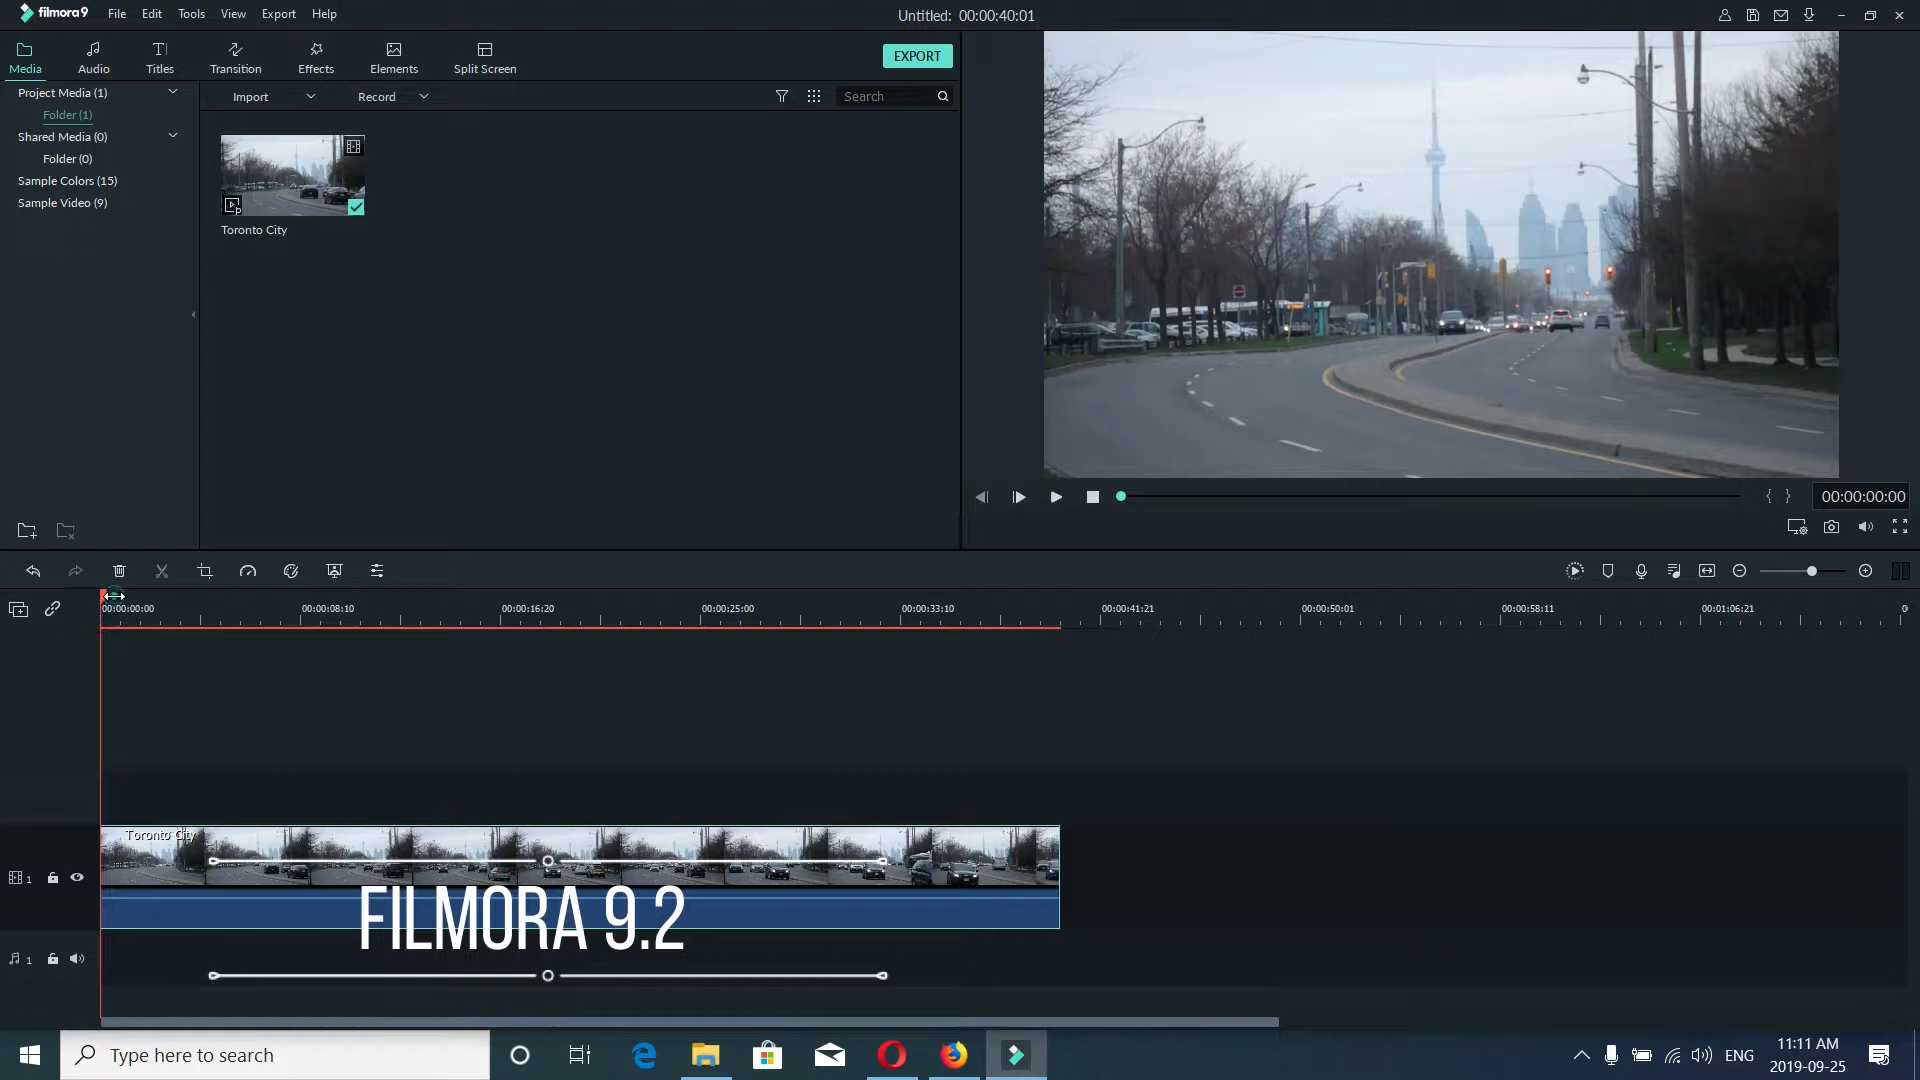 filmora9 File Edit Tools View Export Help Untitled: 00:00:40:01
Media Audio Titles Transition Effects Elements Split Screen EXPORT
Project Media (1)
Folder (1)
Shared Media (0)
Folder (0)
Sample Colors (15)
Sample Video (9)
Import Record Search
Toronto City
00:00:00:00
00:00:00:00 00:00:08:10 00:00:16:20 00:00:25:00 00:00:33:10 00:00:41:21 00:00:50:01 00:00:58:11 00:01:06:21
Toronto City
1
FILMORA 9.2
1
Type here to search
ENG
11:11 AM
2019-09-25